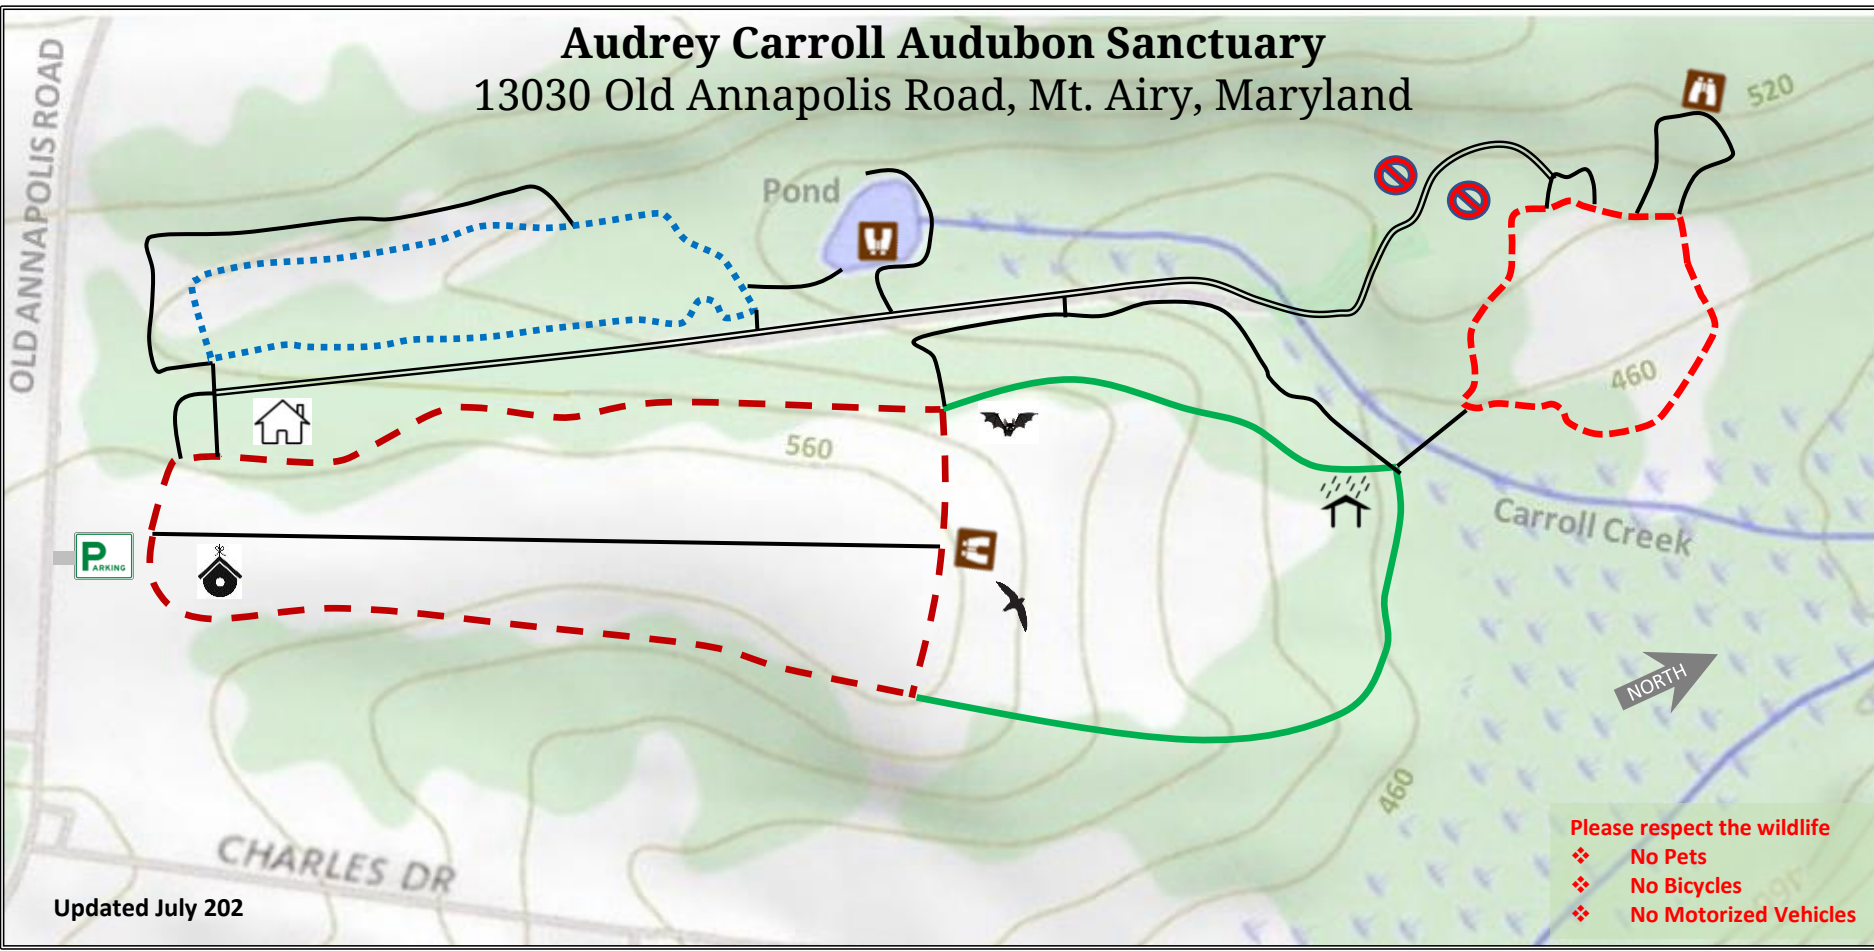 Audrey Carroll Audubon Sanctuary
13030 Old Annapolis Road, Mt. Airy, Maryland
OLD ANNAPOLIS ROAD
520
Pond
460
560
Carroll Creek
PARKING
NORTH
460
CHARLES DR
Updated July 202
Please respect the wildlife
❖ No Pets
❖ No Bicycles
❖ No Motorized Vehicles